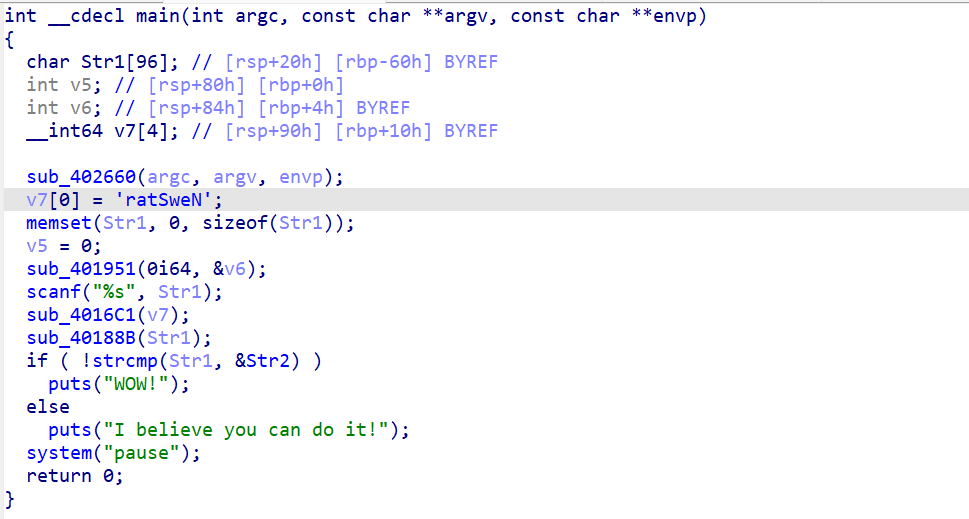 int __cdecl main(int argc, const char **argv, const char **envp)
{
char Str1[96]; // [rsp+20h] [rbp-60h] BYREF
int v5; // [rsp+80h] [rbp+0h]
int v6; // [rsp+84h] [rbp+4h] BYREF
__int64 v7[4]; // [rsp+90h] [rbp+10h] BYREF
sub_402660(argc, argv, envp);
v7[0] = 'ratSweN';
memset(Str1, 0, sizeof(Str1));
v5 = 0;
sub_401951(0i64, &v6);
scanf("%s", Str1);
sub_4016C1(v7);
sub_40188B(Str1);
if ( !strcmp(Str1, &Str2) )
puts("WOW!");
else
puts("I believe you can do it!");
system("pause");
return 0;
}